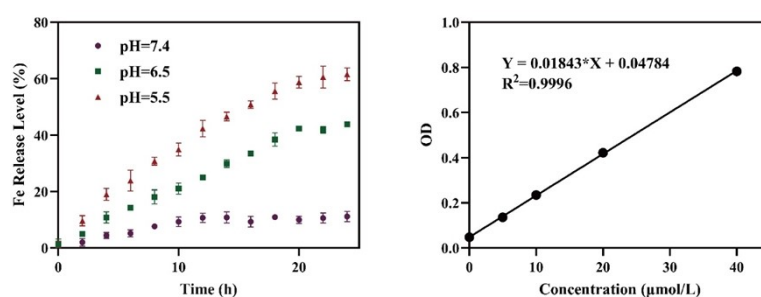 Fe Release Level (%)
80
60
40
20
0
pH=7.4
pH=6.5
pH=5.5
0
10
20
Time (h)
OD
1.0
0.8
0.6
0.4
0.2
0.0
Y = 0.01843*X + 0.04784
R²=0.9996
0
10
20
30
40
Concentration (μmol/L)